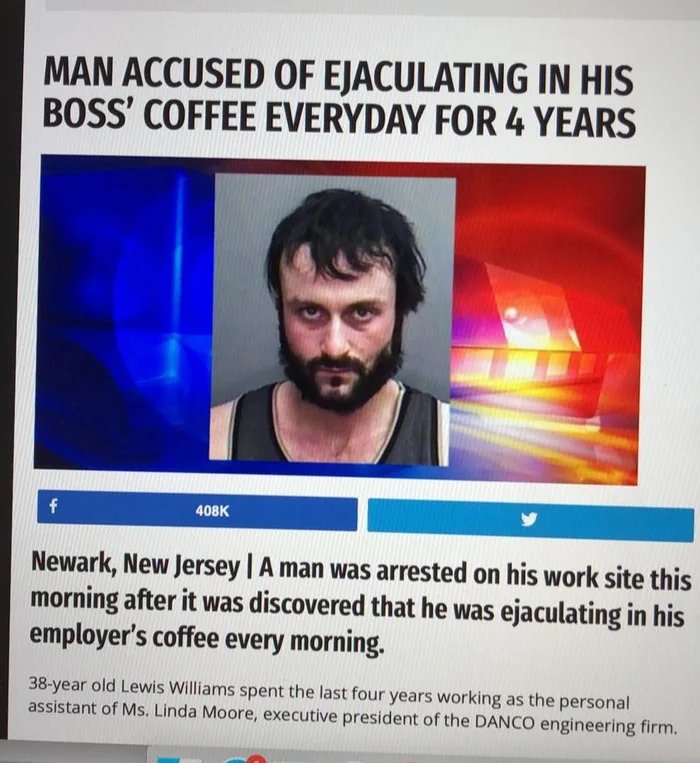 MAN ACCUSED OF EJACULATING IN HIS
BOSS' COFFEE EVERYDAY FOR 4 YEARS
f 408K
Newark, New Jersey | A man was arrested on his work site this
morning after it was discovered that he was ejaculating in his
employer's coffee every morning.
38-year old Lewis Williams spent the last four years working as the personal
assistant of Ms. Linda Moore, executive president of the DANCO engineering firm.